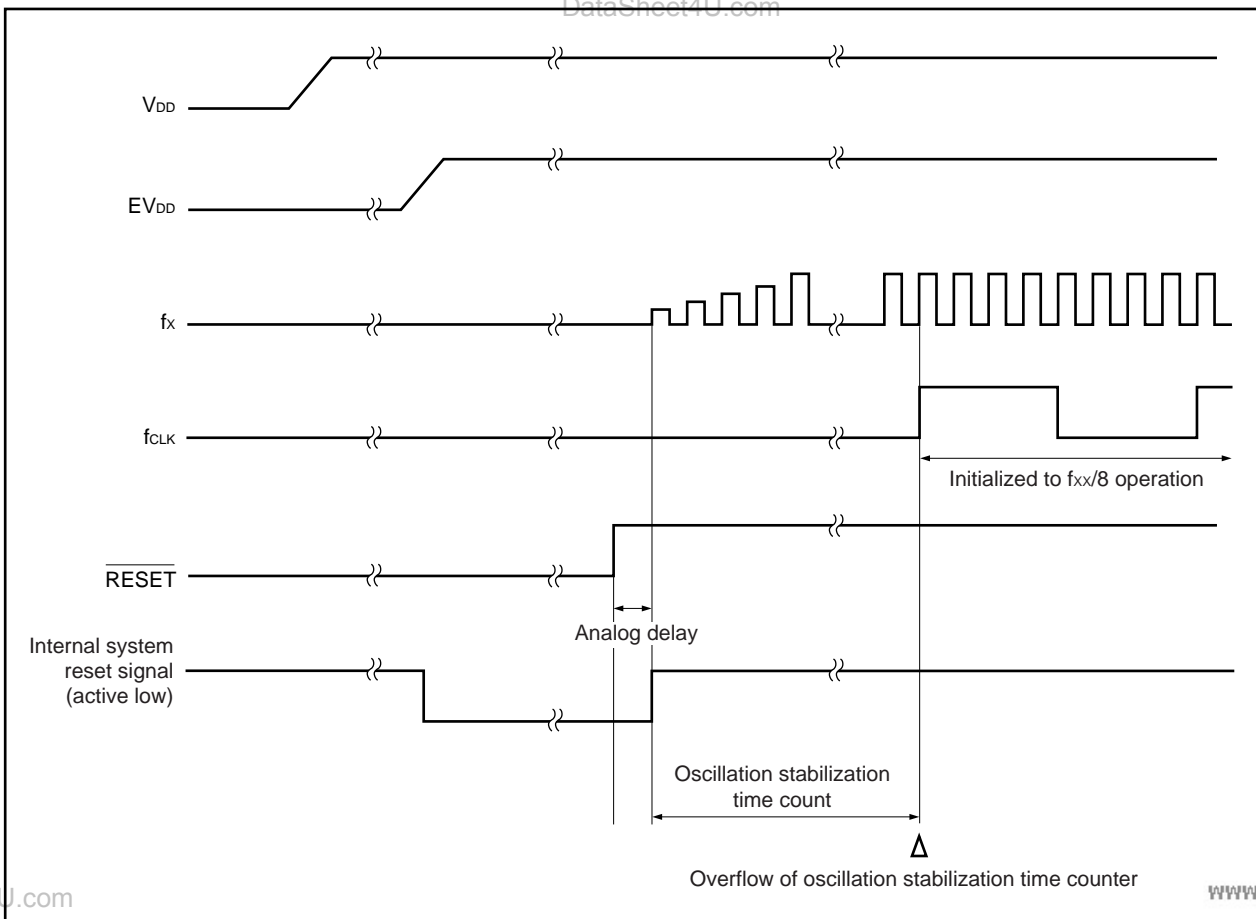 DataSheet4U.com
VDD
EVDD
fX
fCLK
Initialized to fXX/8 operation
RESET
Analog delay
Internal system
reset signal
(active low)
Oscillation stabilization
time count
Overflow of oscillation stabilization time counter
U.com
www